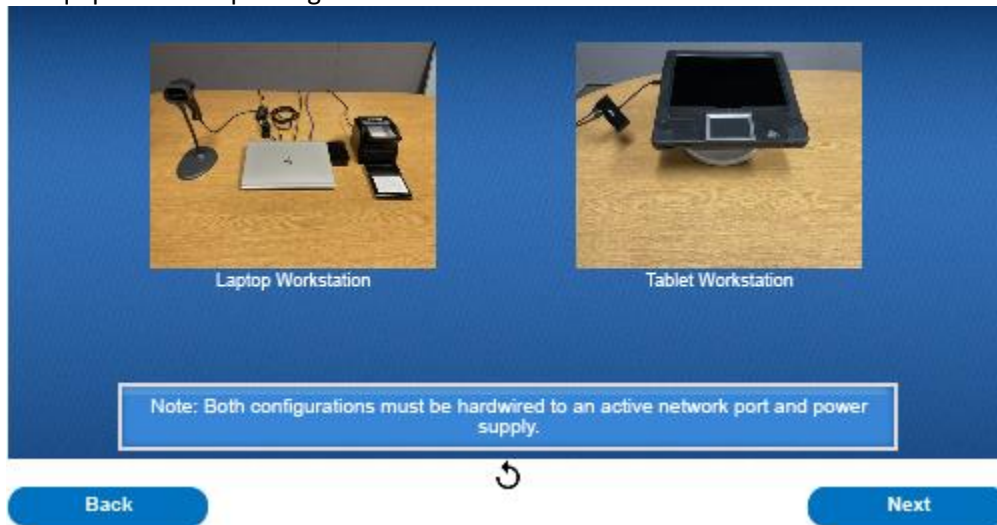 Laptop Workstation
Tablet Workstation
Note: Both configurations must be hardwired to an active network port and power
supply.
Back
Next